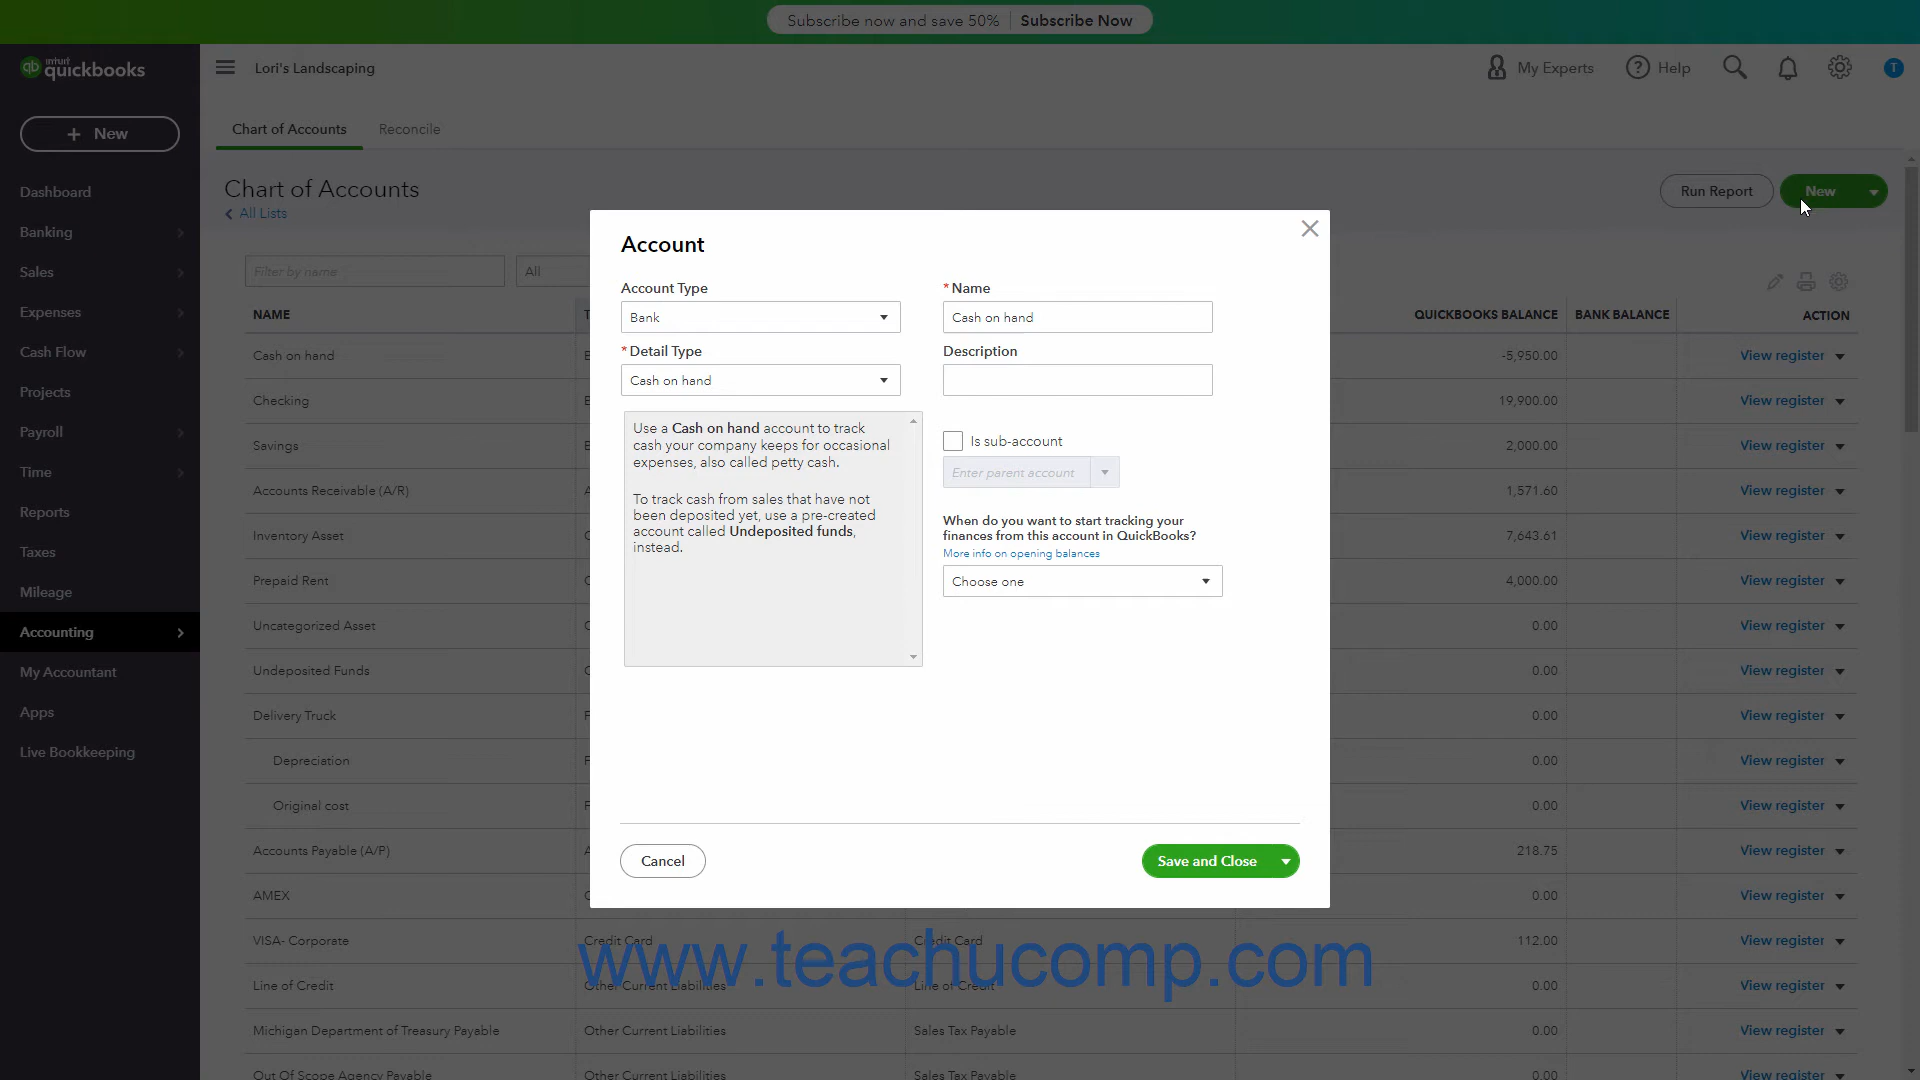 Subscribe now and save 50% Subscribe Now
intuit quickbooks
Lori's Landscaping
My Experts
Help
T
+ New
Chart of Accounts
Reconcile
Dashboard
Banking
Sales
Expenses
Cash Flow
Projects
Payroll
Time
Reports
Taxes
Mileage
Accounting
My Accountant
Apps
Live Bookkeeping
Chart of Accounts
All Lists
Run Report
New
Filter by name
All
NAME
QUICKBOOKS BALANCE
BANK BALANCE
ACTION
Cash on hand -5,950.00 View register
Checking 19,900.00 View register
Savings 2,000.00 View register
Accounts Receivable (A/R) 1,571.60 View register
Inventory Asset 7,643.61 View register
Prepaid Rent 4,000.00 View register
Uncategorized Asset 0.00 View register
Undeposited Funds 0.00 View register
Delivery Truck 0.00 View register
Depreciation 0.00 View register
Original cost 0.00 View register
Accounts Payable (A/P) 218.75 View register
AMEX 0.00 View register
VISA- Corporate Credit Card Credit Card 112.00 View register
Line of Credit Other Current Liabilities Line of Credit 0.00 View register
Michigan Department of Treasury Payable Other Current Liabilities Sales Tax Payable 0.00 View register
Out Of Scope Agency Payable Other Current Liabilities Sales Tax Payable 0.00 View register
Account
Account Type
Bank
* Detail Type
Cash on hand
Use a Cash on hand account to track
cash your company keeps for occasional
expenses, also called petty cash.
To track cash from sales that have not
been deposited yet, use a pre-created
account called Undeposited funds,
instead.
* Name
Cash on hand
Description
Is sub-account
Enter parent account
When do you want to start tracking your
finances from this account in QuickBooks?
More info on opening balances
Choose one
Cancel
Save and Close
www.teachucomp.com